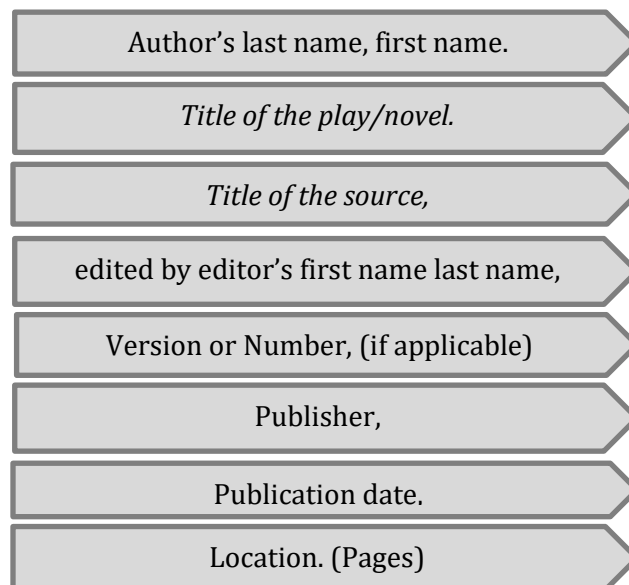 Author’s last name, first name.
Title of the play/novel.
Title of the source,
edited by editor’s first name last name,
Version or Number, (if applicable)
Publisher,
Publication date.
Location. (Pages)